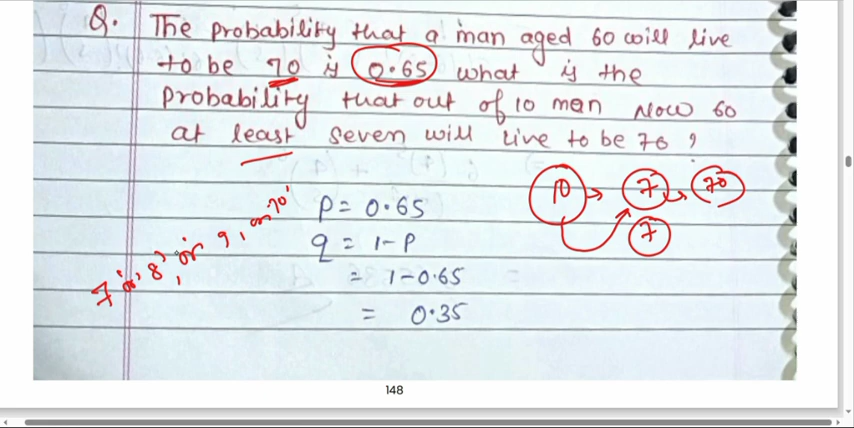 Q. The probability that a man aged 60 will live
to be 70 is 0.65 what is the
probability that out of 10 men Now 60
at least seven will live to be 70 ?
10 → 7 → 70
7
7 or 8, or 9, or 10
p = 0.65
q = 1-p
= 1-0.65
= 0.35
148